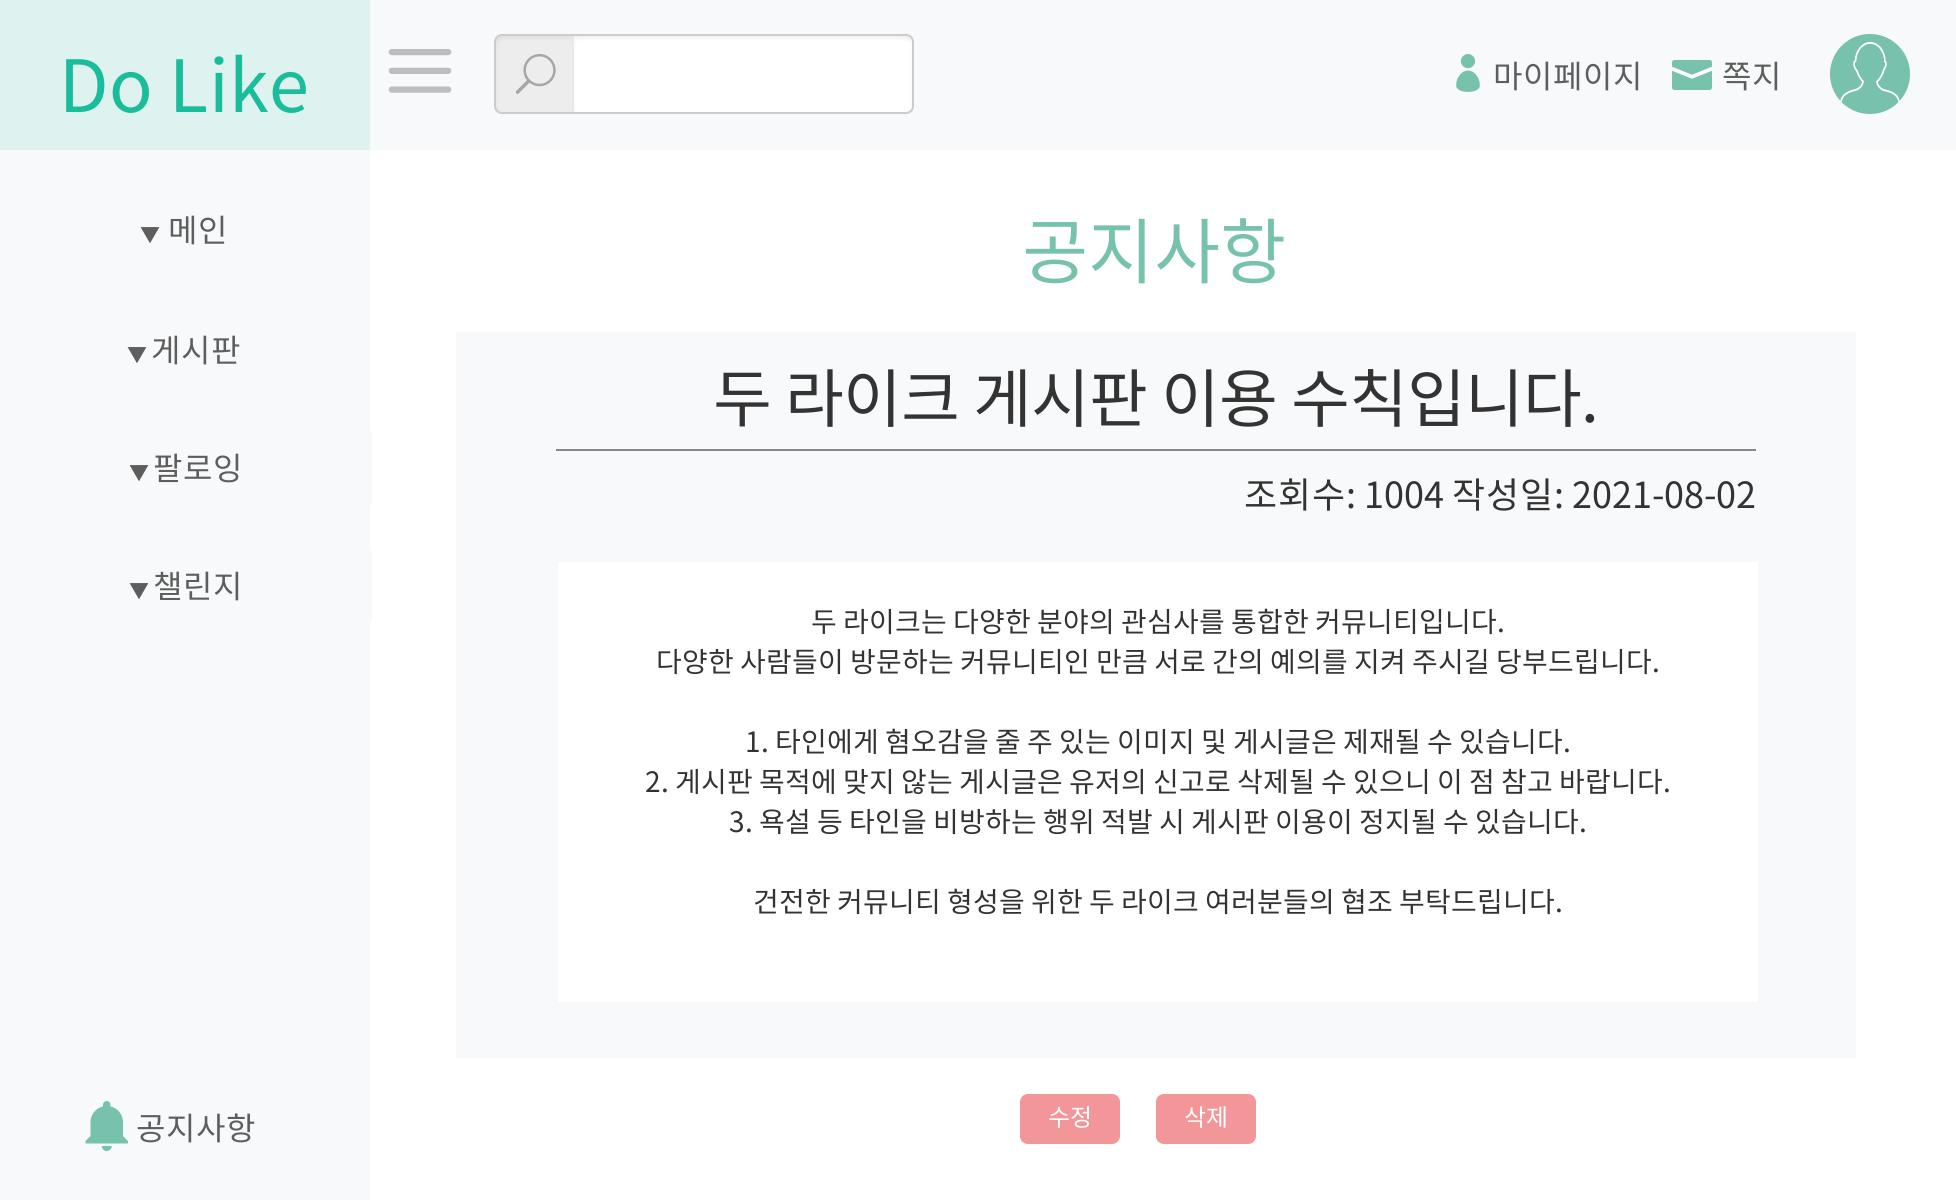 Do Like
마이페이지
쪽지
▼ 메인
▼ 게시판
▼ 팔로잉
▼ 챌린지
공지사항
공지사항
두 라이크 게시판 이용 수칙입니다.
조회수: 1004 작성일: 2021-08-02
두 라이크는 다양한 분야의 관심사를 통합한 커뮤니티입니다.
다양한 사람들이 방문하는 커뮤니티인 만큼 서로 간의 예의를 지켜 주시길 당부드립니다.
1. 타인에게 혐오감을 줄 주 있는 이미지 및 게시글은 제재될 수 있습니다.
2. 게시판 목적에 맞지 않는 게시글은 유저의 신고로 삭제될 수 있으니 이 점 참고 바랍니다.
3. 욕설 등 타인을 비방하는 행위 적발 시 게시판 이용이 정지될 수 있습니다.
건전한 커뮤니티 형성을 위한 두 라이크 여러분들의 협조 부탁드립니다.
수정
삭제